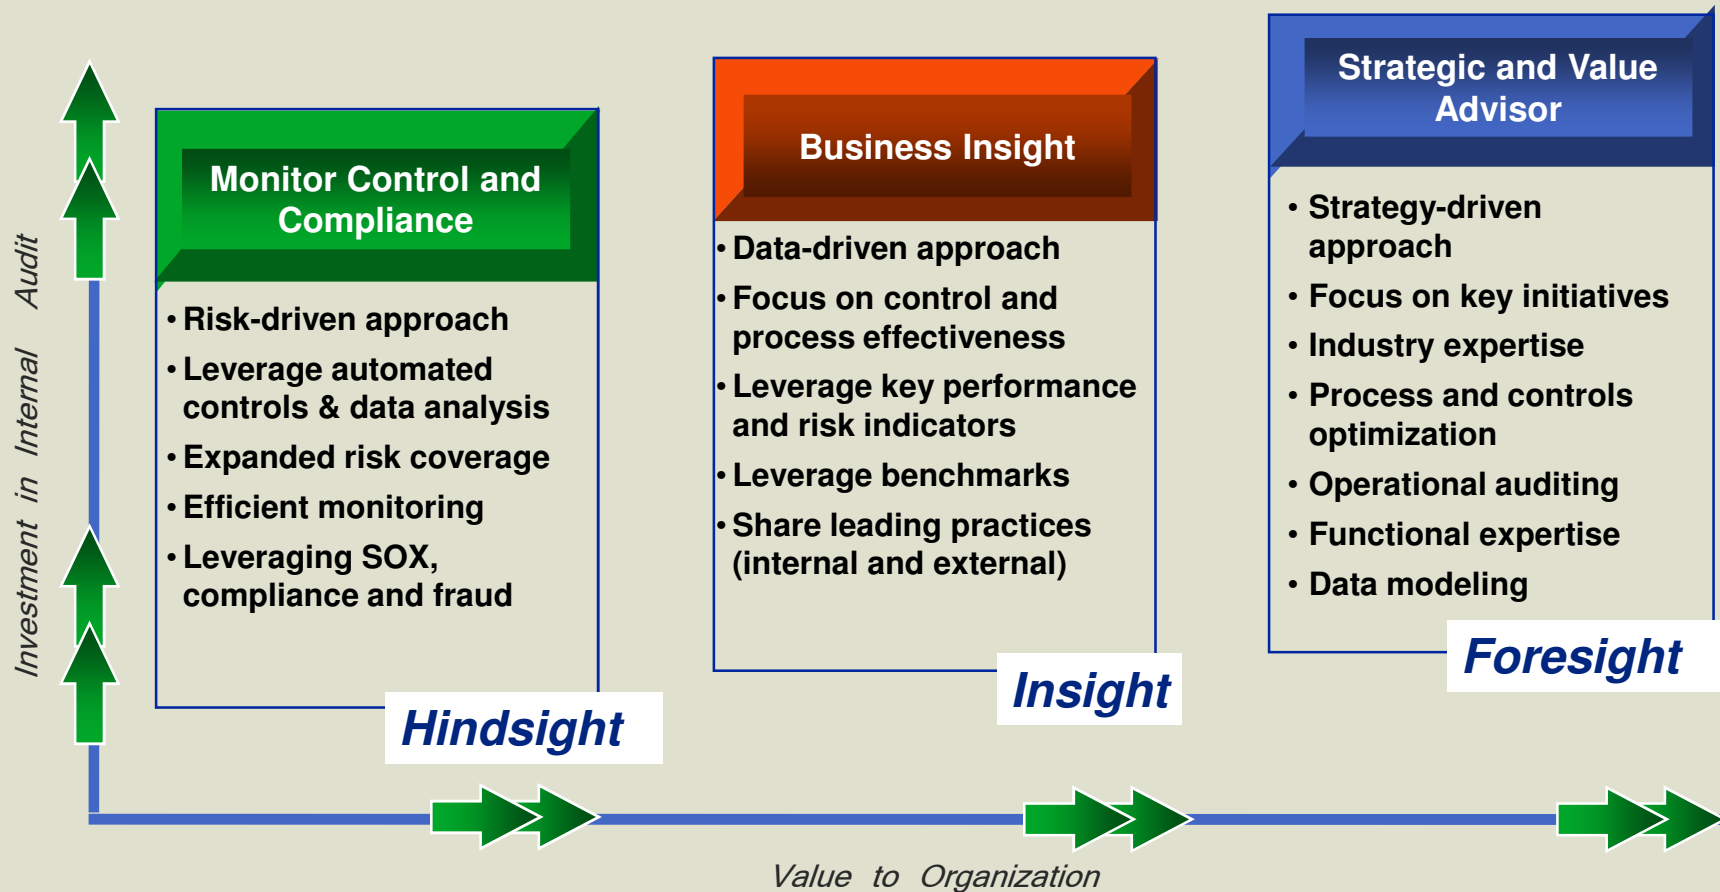 Investment in Internal Audit
Monitor Control and
Compliance
• Risk-driven approach
• Leverage automated
controls & data analysis
• Expanded risk coverage
• Efficient monitoring
• Leveraging SOX,
compliance and fraud
Hindsight
Business Insight
• Data-driven approach
• Focus on control and
process effectiveness
• Leverage key performance
and risk indicators
• Leverage benchmarks
• Share leading practices
(internal and external)
Insight
Strategic and Value
Advisor
• Strategy-driven
approach
• Focus on key initiatives
• Industry expertise
• Process and controls
optimization
• Operational auditing
• Functional expertise
• Data modeling
Foresight
Value to Organization